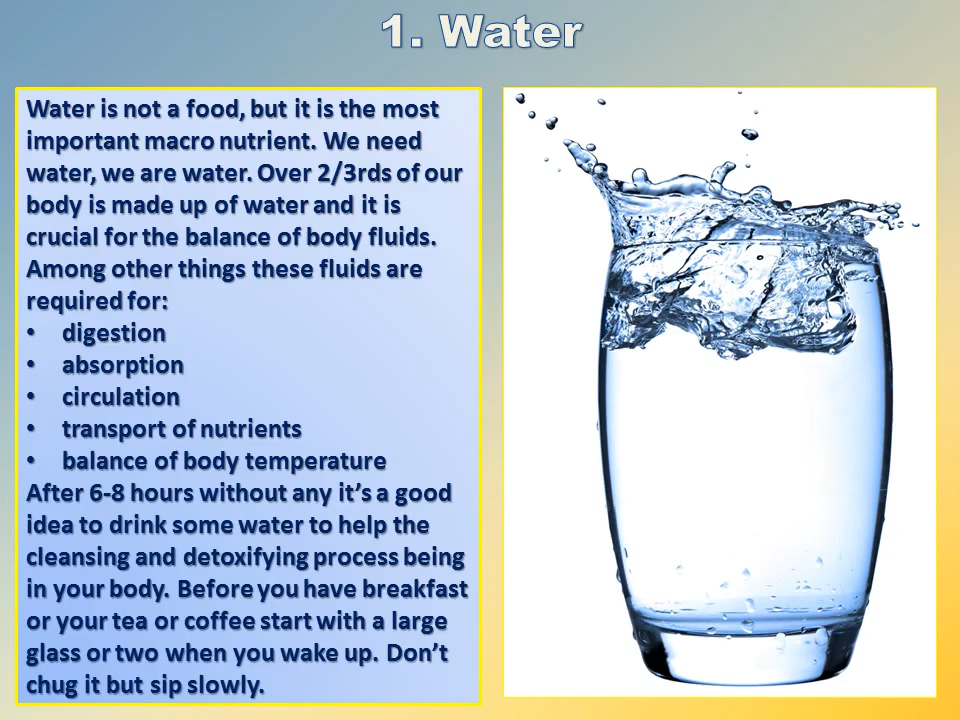 1. Water
Water is not a food, but it is the most
important macro nutrient. We need
water, we are water. Over 2/3rds of our
body is made up of water and it is
crucial for the balance of body fluids.
Among other things these fluids are
required for:
• digestion
• absorption
• circulation
• transport of nutrients
• balance of body temperature
After 6-8 hours without any it’s a good
idea to drink some water to help the
cleansing and detoxifying process being
in your body. Before you have breakfast
or your tea or coffee start with a large
glass or two when you wake up. Don’t
chug it but sip slowly.